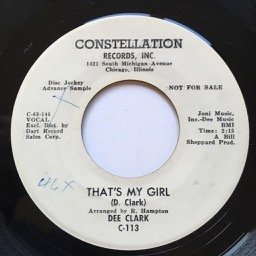 CONSTELLATION
RECORDS, INC.
1421 South Michigan Avenue
Chicago, Illinois
Disc Jockey
Advance Sample
NOT FOR SALE
C-63-146
VOCAL/
Excl. Dist. by
Dart Record
Sales Corp.
Joni Music,
Inc.-Dee Music
BMI
Time: 2:15
A Bill
Sheppard Prod.
THAT'S MY GIRL
(D. Clark)
Arranged by R. Hampton
DEE CLARK
C-113